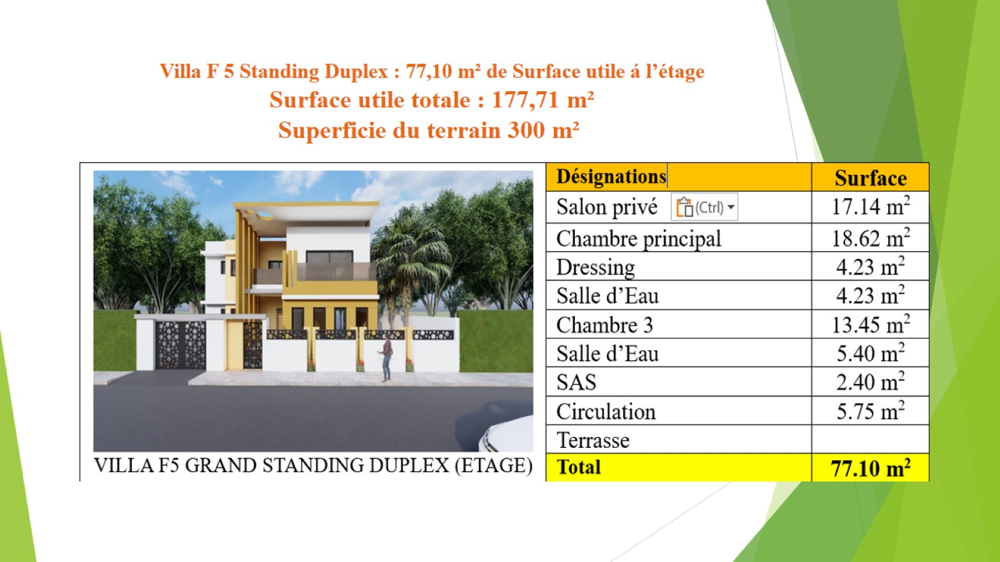 Villa F 5 Standing Duplex : 77,10 m² de Surface utile á l’étage
Surface utile totale : 177,71 m²
Superficie du terrain 300 m²
Désignations Surface
Salon privé (Ctrl) 17.14 m²
Chambre principal 18.62 m²
Dressing 4.23 m²
Salle d’Eau 4.23 m²
Chambre 3 13.45 m²
Salle d’Eau 5.40 m²
SAS 2.40 m²
Circulation 5.75 m²
Terrasse
Total 77.10 m²
VILLA F5 GRAND STANDING DUPLEX (ETAGE)